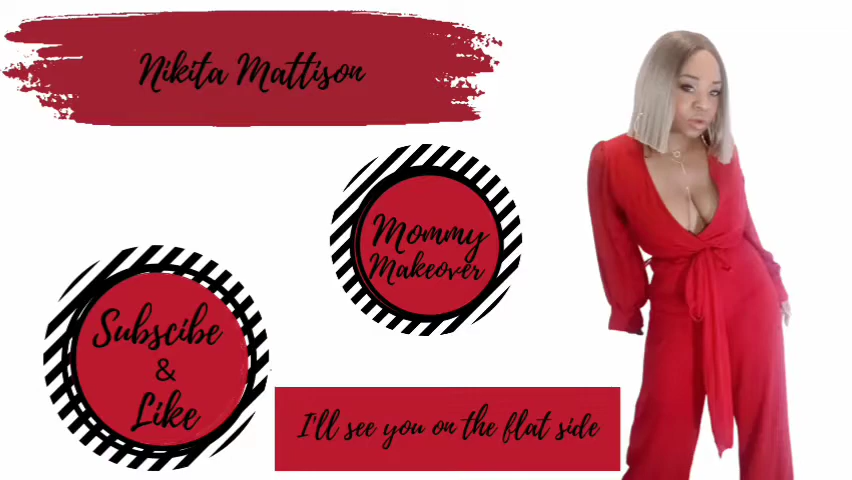 Nikita Mattison
Mommy
Makeover
Subscibe
&
Like
I'll see you on the flat side